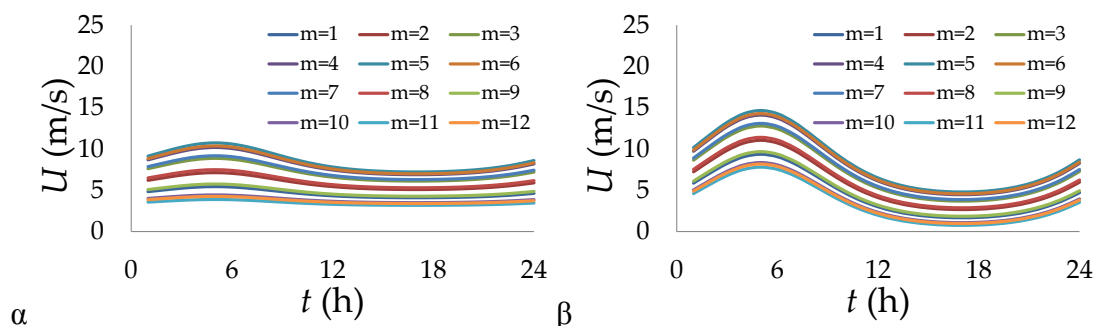 25
20
15
10
5
0
U (m/s)
m=1 m=2 m=3
m=4 m=5 m=6
m=7 m=8 m=9
m=10 m=11 m=12
0 6 12 18 24
t (h)
α
25
20
15
10
5
0
U (m/s)
m=1 m=2 m=3
m=4 m=5 m=6
m=7 m=8 m=9
m=10 m=11 m=12
0 6 12 18 24
t (h)
β